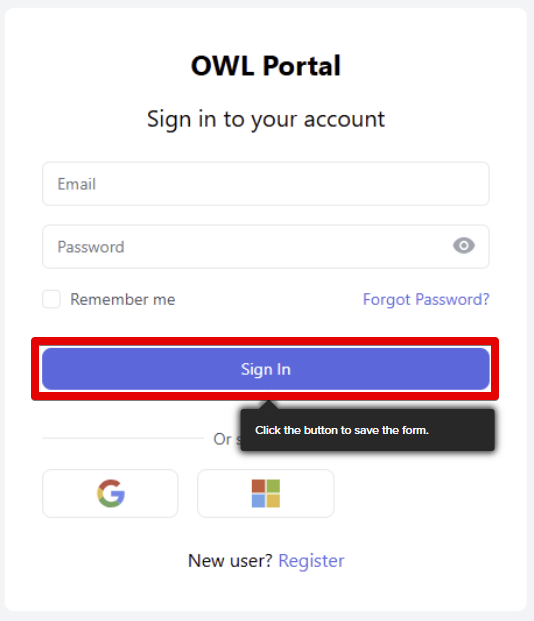 OWL Portal
Sign in to your account
Email
Password
Remember me Forgot Password?
Sign In
Click the button to save the form.
Or
New user? Register